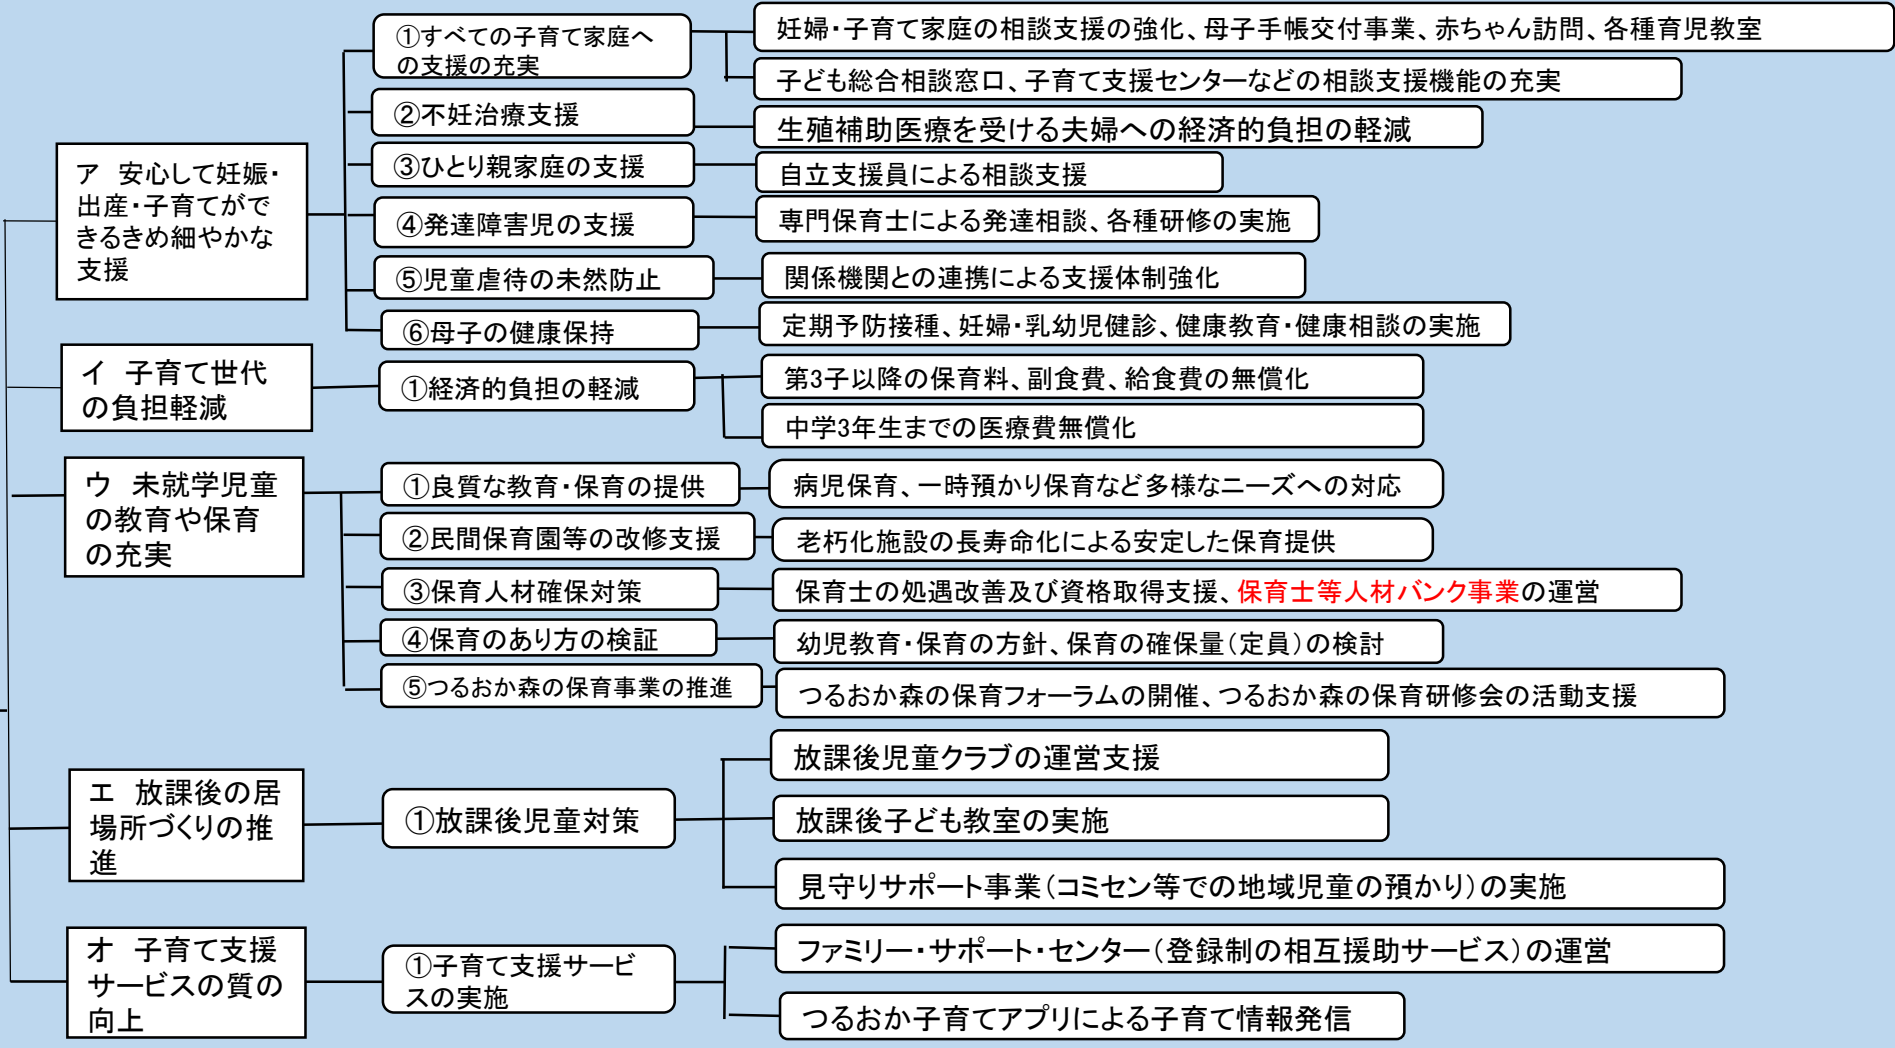 ア　安心して妊娠・
出産・子育てがで
きるきめ細やかな
支援
①すべての子育て家庭へ
の支援の充実
妊婦・子育て家庭の相談支援の強化、母子手帳交付事業、赤ちゃん訪問、各種育児教室
子ども総合相談窓口、子育て支援センターなどの相談支援機能の充実
②不妊治療支援
生殖補助医療を受ける夫婦への経済的負担の軽減
③ひとり親家庭の支援
自立支援員による相談支援
④発達障害児の支援
専門保育士による発達相談、各種研修の実施
⑤児童虐待の未然防止
関係機関との連携による支援体制強化
⑥母子の健康保持
定期予防接種、妊婦・乳幼児健診、健康教育・健康相談の実施
イ　子育て世代
の負担軽減
①経済的負担の軽減
第3子以降の保育料、副食費、給食費の無償化
中学3年生までの医療費無償化
ウ　未就学児童
の教育や保育
の充実
①良質な教育・保育の提供
病児保育、一時預かり保育など多様なニーズへの対応
②民間保育園等の改修支援
老朽化施設の長寿命化による安定した保育提供
③保育人材確保対策
保育士の処遇改善及び資格取得支援、保育士等人材バンク事業の運営
④保育のあり方の検証
幼児教育・保育の方針、保育の確保量（定員）の検討
⑤つるおか森の保育事業の推進
つるおか森の保育フォーラムの開催、つるおか森の保育研修会の活動支援
エ　放課後の居
場所づくりの推
進
①放課後児童対策
放課後児童クラブの運営支援
放課後子ども教室の実施
見守りサポート事業（コミセン等での地域児童の預かり）の実施
オ　子育て支援
サービスの質の
向上
①子育て支援サービ
スの実施
ファミリー・サポート・センター（登録制の相互援助サービス）の運営
つるおか子育てアプリによる子育て情報発信